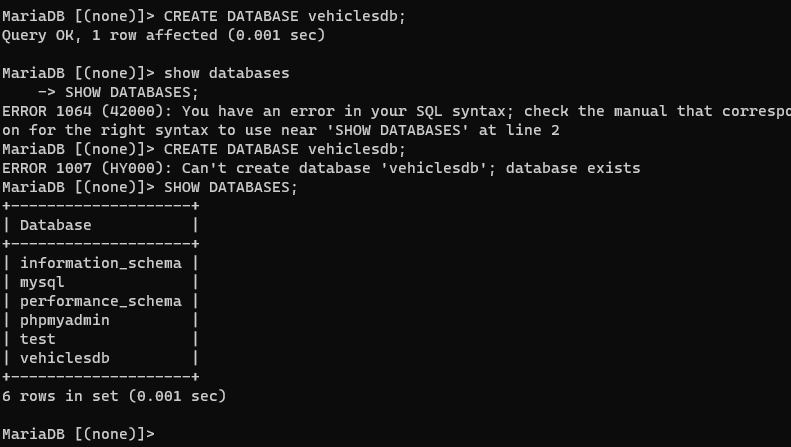 MariaDB [(none)]> CREATE DATABASE vehiclesdb;
Query OK, 1 row affected (0.001 sec)

MariaDB [(none)]> show databases
    -> SHOW DATABASES;
ERROR 1064 (42000): You have an error in your SQL syntax; check the manual that correspo
on for the right syntax to use near 'SHOW DATABASES' at line 2
MariaDB [(none)]> CREATE DATABASE vehiclesdb;
ERROR 1007 (HY000): Can't create database 'vehiclesdb'; database exists
MariaDB [(none)]> SHOW DATABASES;
+--------------------+
| Database           |
+--------------------+
| information_schema |
| mysql              |
| performance_schema |
| phpmyadmin         |
| test               |
| vehiclesdb         |
+--------------------+
6 rows in set (0.001 sec)

MariaDB [(none)]>